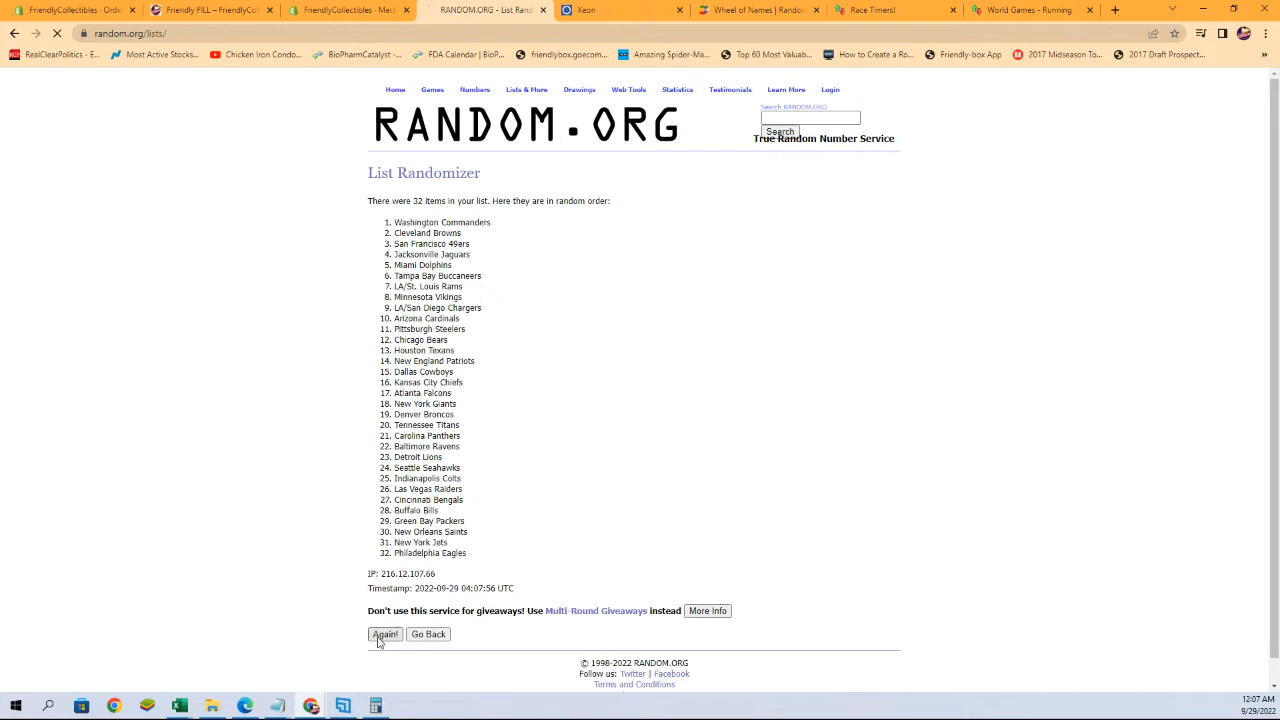 FriendlyCollectibles · Orders
Friendly FILL – FriendlyCol
FriendlyCollectibles - Mec
RANDOM.ORG - List Rand
Xeon
Wheel of Names | Random
Race Timers!
World Games - Running
random.org/lists/
RealClearPolitics - E...
Most Active Stocks...
Chicken Iron Condo...
BioPharmCatalyst -...
FDA Calendar | BioP...
friendlybox.goecom...
Amazing Spider-Ma...
Top 60 Most Valuab...
How to Create a Ro...
Friendly-box App
2017 Midseason To...
2017 Draft Prospect...
Home Games Numbers Lists & More Drawings Web Tools Statistics Testimonials Learn More Login
RANDOM.ORG
Search RANDOM.ORG
Search
True Random Number Service
List Randomizer
There were 32 items in your list. Here they are in random order:
1. Washington Commanders
2. Cleveland Browns
3. San Francisco 49ers
4. Jacksonville Jaguars
5. Miami Dolphins
6. Tampa Bay Buccaneers
7. LA/St. Louis Rams
8. Minnesota Vikings
9. LA/San Diego Chargers
10. Arizona Cardinals
11. Pittsburgh Steelers
12. Chicago Bears
13. Houston Texans
14. New England Patriots
15. Dallas Cowboys
16. Kansas City Chiefs
17. Atlanta Falcons
18. New York Giants
19. Denver Broncos
20. Tennessee Titans
21. Carolina Panthers
22. Baltimore Ravens
23. Detroit Lions
24. Seattle Seahawks
25. Indianapolis Colts
26. Las Vegas Raiders
27. Cincinnati Bengals
28. Buffalo Bills
29. Green Bay Packers
30. New Orleans Saints
31. New York Jets
32. Philadelphia Eagles
IP: 216.12.107.66
Timestamp: 2022-09-29 04:07:56 UTC
Don't use this service for giveaways! Use Multi-Round Giveaways instead More Info
Again! Go Back
© 1998-2022 RANDOM.ORG
Follow us: Twitter | Facebook
Terms and Conditions
12:07 AM
9/29/2022